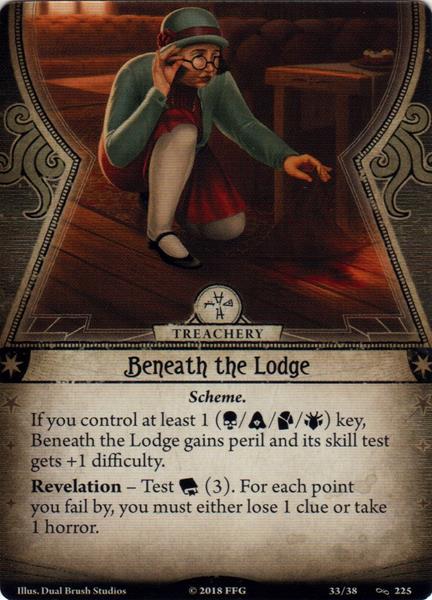 TREACHERY
Beneath the Lodge
Scheme.
If you control at least 1 (/ / / ) key,
Beneath the Lodge gains peril and its skill test
gets +1 difficulty.
Revelation – Test (3). For each point
you fail by, you must either lose 1 clue or take
1 horror.
Illus. Dual Brush Studios © 2018 FFG 33/38 225